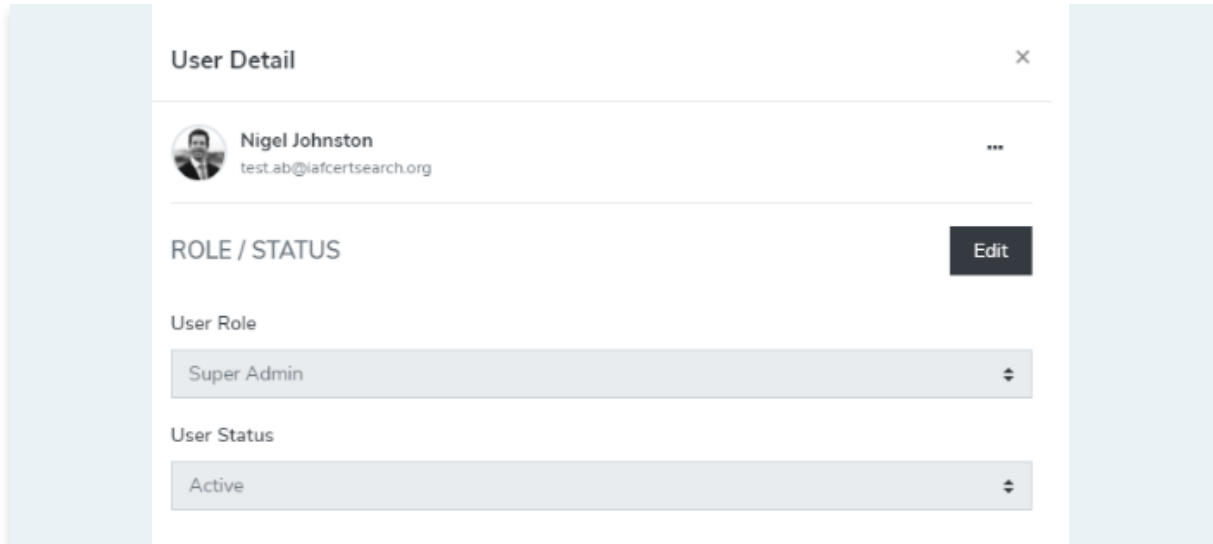 User Detail ×
Nigel Johnston
test.ab@iafcertsearch.org
...
ROLE / STATUS
Edit
User Role
Super Admin
User Status
Active